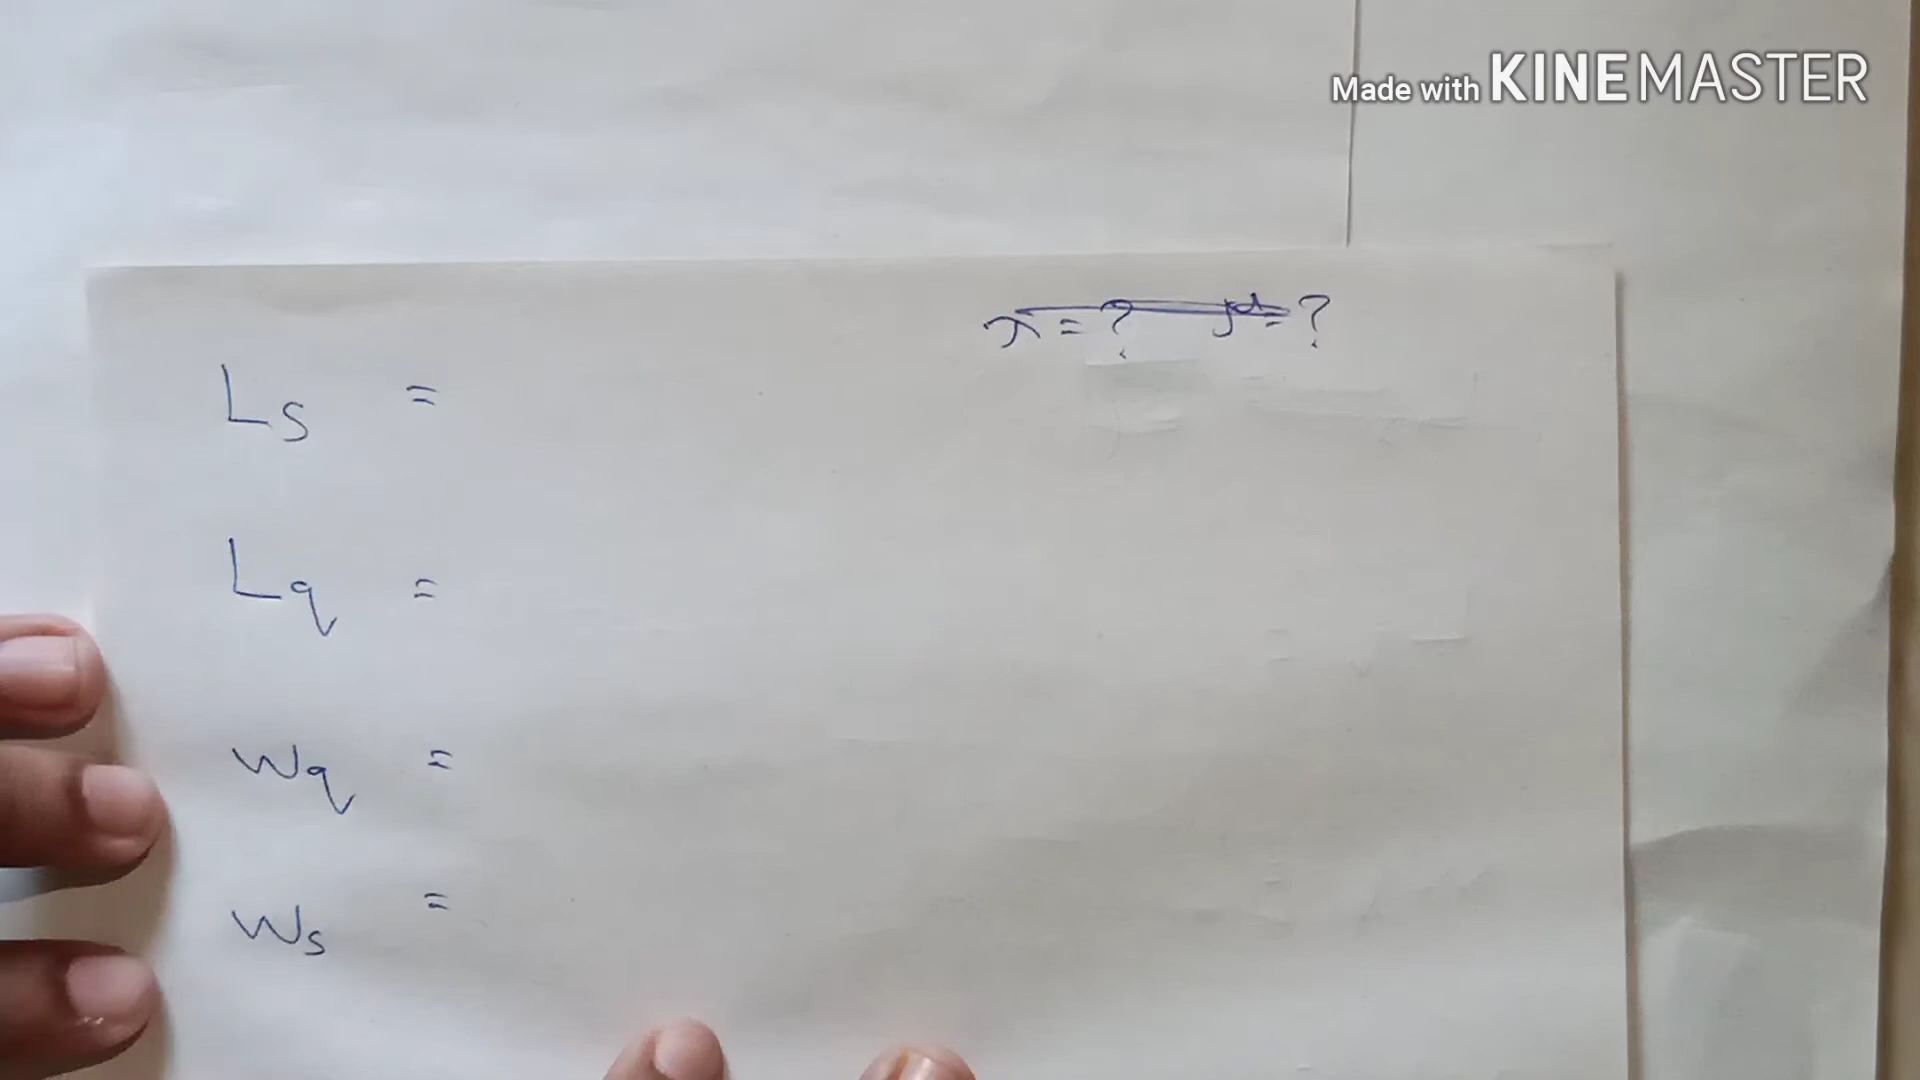 Made with KINEMASTER
λ = ? μ = ?
Ls =
Lq =
Wq =
Ws =